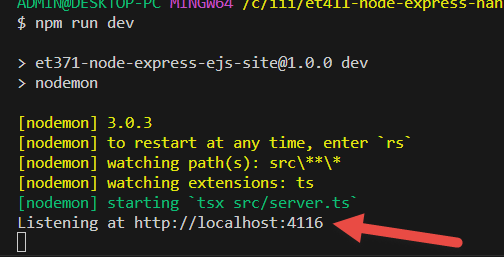 ADMIN@DESKTOP-PC MINGW64 /c/iii/et411-node-express-han
$ npm run dev
> et371-node-express-ejs-site@1.0.0 dev
> nodemon
[nodemon] 3.0.3
[nodemon] to restart at any time, enter `rs`
[nodemon] watching path(s): src\**\*
[nodemon] watching extensions: ts
[nodemon] starting `tsx src/server.ts`
Listening at http://localhost:4116